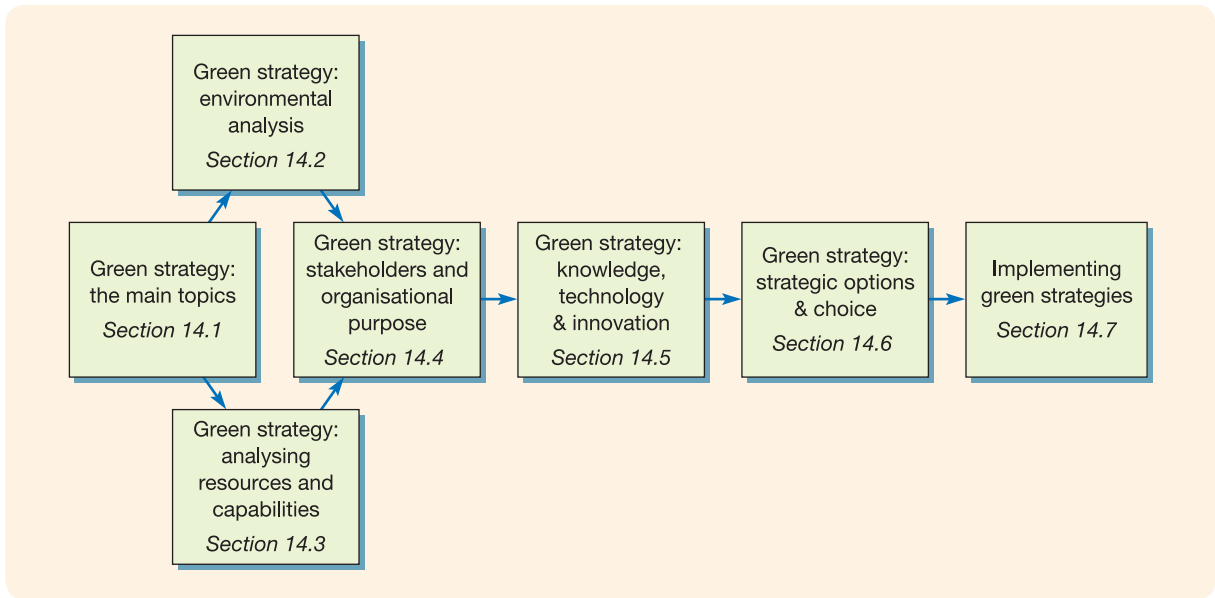 Green strategy:
environmental
analysis
Section 14.2
Green strategy:
the main topics
Section 14.1
Green strategy:
stakeholders and
organisational
purpose
Section 14.4
Green strategy:
knowledge,
technology
& innovation
Section 14.5
Green strategy:
strategic options
& choice
Section 14.6
Implementing
green strategies
Section 14.7
Green strategy:
analysing
resources and
capabilities
Section 14.3